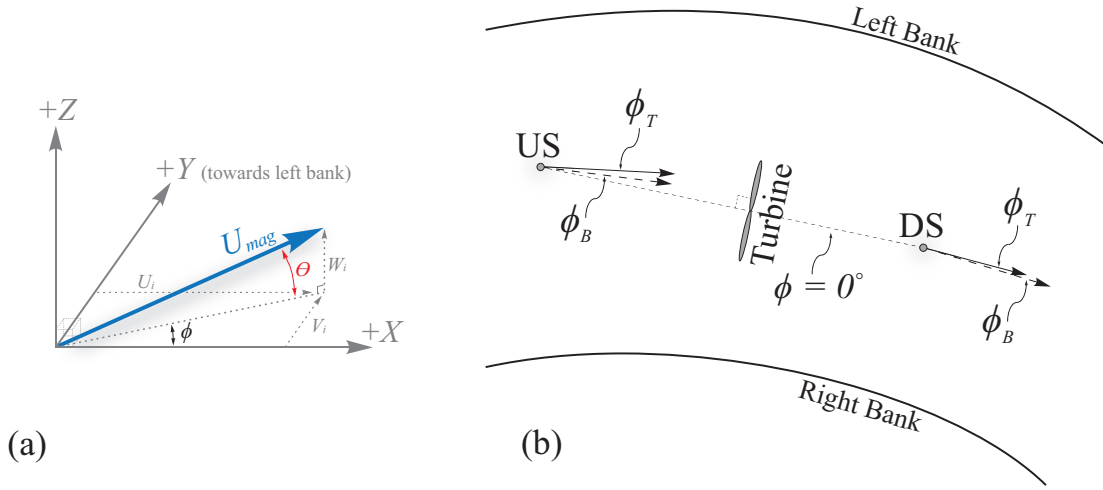 +Z
+Y (towards left bank)
U_mag
Θ
W_i
U_i
V_i
ϕ
+X
(a)
Left Bank
ϕ_T
US
ϕ_B
Turbine
DS
ϕ_T
ϕ = 0°
ϕ_B
Right Bank
(b)